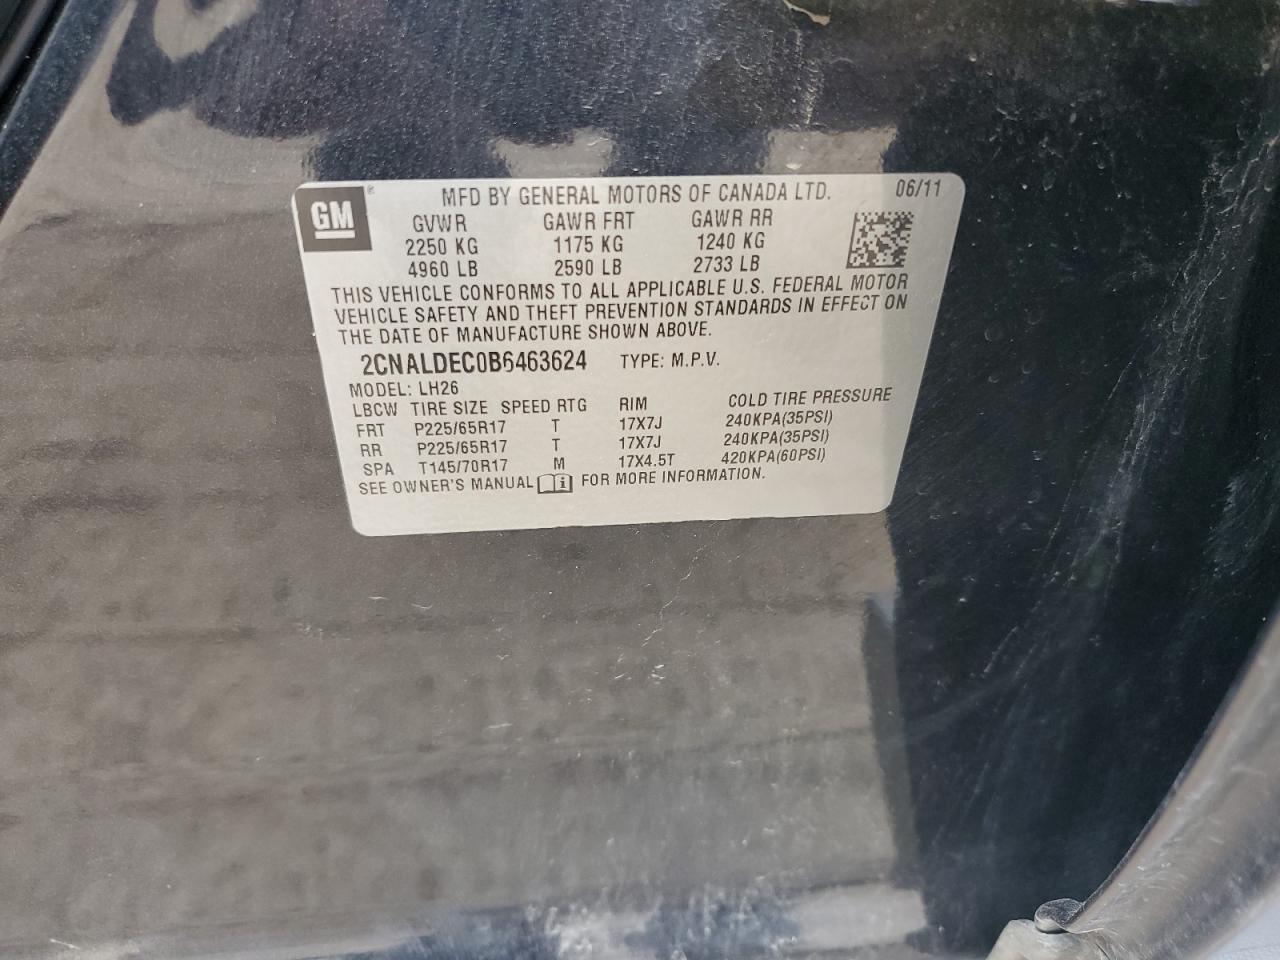 GM ® MFD BY GENERAL MOTORS OF CANADA LTD. 06/11
GVWR GAWR FRT GAWR RR
2250 KG 1175 KG 1240 KG
4960 LB 2590 LB 2733 LB
THIS VEHICLE CONFORMS TO ALL APPLICABLE U.S. FEDERAL MOTOR
VEHICLE SAFETY AND THEFT PREVENTION STANDARDS IN EFFECT ON
THE DATE OF MANUFACTURE SHOWN ABOVE.
2CNALDEC0B6463624 TYPE: M.P.V.
MODEL: LH26
LBCW TIRE SIZE SPEED RTG RIM COLD TIRE PRESSURE
FRT P225/65R17 T 17X7J 240KPA(35PSI)
RR P225/65R17 T 17X7J 240KPA(35PSI)
SPA T145/70R17 M 17X4.5T 420KPA(60PSI)
SEE OWNER'S MANUAL i FOR MORE INFORMATION.